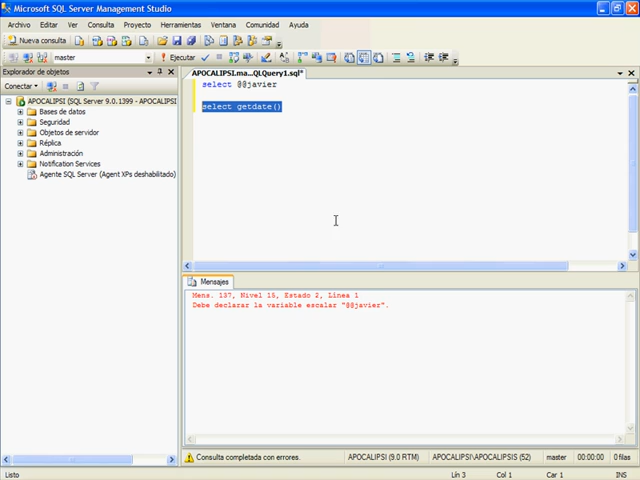 Microsoft SQL Server Management Studio
Archivo Editar Ver Consulta Proyecto Herramientas Ventana Comunidad Ayuda
Nueva consulta
master Ejecutar
Explorador de objetos
APOCALIPSI.ma...QLQuery1.sql*
Conectar
select @@javier
APOCALIPSI (SQL Server 9.0.1399 - APOCALIPSI
select getdate()
Bases de datos
Seguridad
Objetos de servidor
Réplica
Administración
Notification Services
Agente SQL Server (Agent XPs deshabilitado)
Mensajes
Mens. 137, Nivel 15, Estado 2, Línea 1
Debe declarar la variable escalar "@@javier".
Consulta completada con errores. APOCALIPSI (9.0 RTM) APOCALIPSI\APOCALIPSIS (52) master 00:00:00 0 filas
Listo Lín 3 Col 1 Car 1 INS